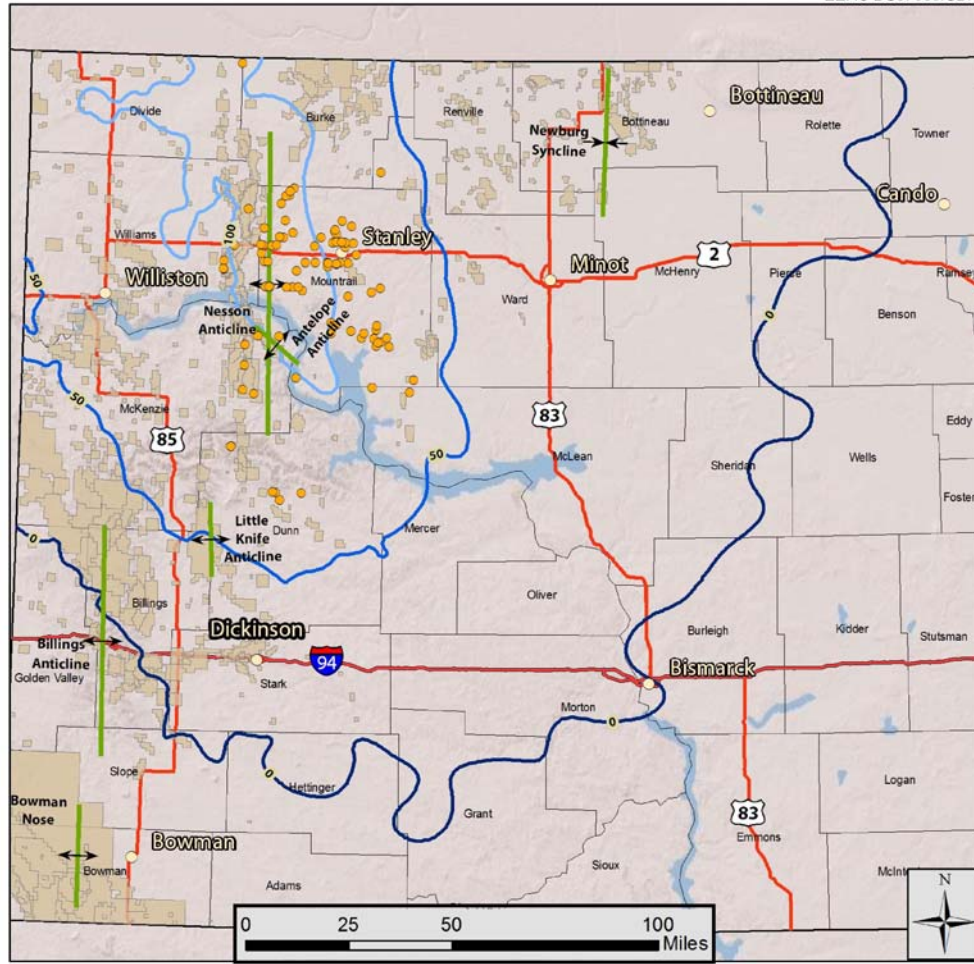 Divide
Burke
Renville
Bottineau
Bottineau
Rolette
Towner
Newburg
Syncline
Cando
100
Williams
Stanley
Mountrail
Minot
McHenry
2
Pierce
Ramsey
50
Williston
Ward
Benson
0
Nesson
Anticline
Antelope
Anticline
50
McKenzie
85
83
50
McLean
Sheridan
Wells
Eddy
Foster
0
Little
Knife
Anticline
Dunn
Mercer
Oliver
Billings
Burleigh
Kidder
Stutsman
Dickinson
Billings
Anticline
Golden Valley
94
Stark
Bismarck
Morton
0
Slope
0
Hettinger
Grant
Logan
Bowman
Nose
83
Emmons
Bowman
Bowman
Adams
Sioux
McInt
N
0 25 50 100
Miles